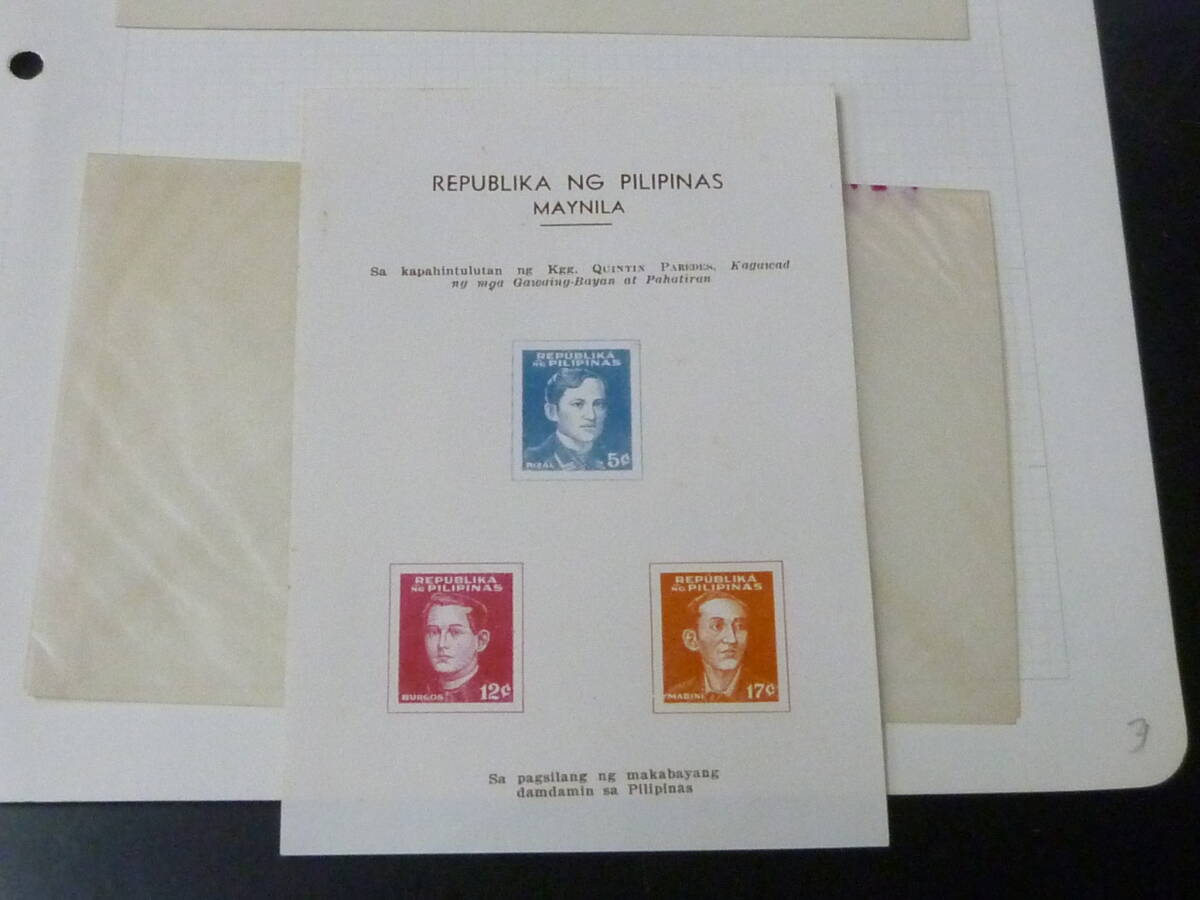 REPUBLIKA NG PILIPINAS
MAYNILA
Sa kapahintulutan ng Kgg. QUINTIN PAREDES, Kagawad
ng mga Gawaing-Bayan at Pahatiran
REPUBLIKA
NG PILIPINAS
RIZAL 5¢
REPUBLIKA
NG PILIPINAS
BURGOS 12¢
REPUBLIKA
NG PILIPINAS
MABINI 17¢
Sa pagsilang ng makabayang
damdamin sa Pilipinas
3